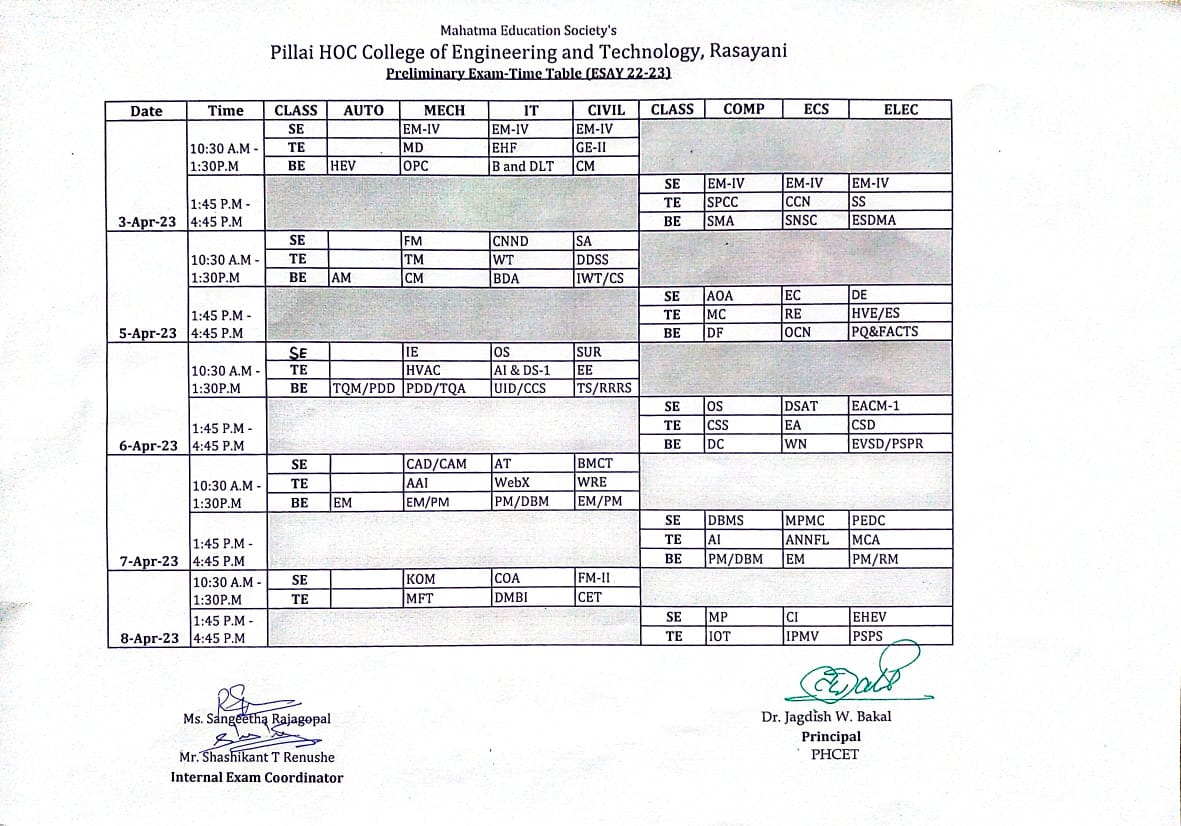 Mahatma Education Society's
Pillai HOC College of Engineering and Technology, Rasayani
Preliminary Exam-Time Table (ESAY 22-23)
Date Time CLASS AUTO MECH IT CIVIL CLASS COMP ECS ELEC
SE EM-IV EM-IV EM-IV
10:30 A.M - TE MD EHF GE-II
1:30P.M BE HEV OPC B and DLT CM
SE EM-IV EM-IV EM-IV
1:45 P.M - TE SPCC CCN SS
3-Apr-23 4:45 P.M BE SMA SNSC ESDMA
SE FM CNND SA
10:30 A.M - TE TM WT DDSS
1:30P.M BE AM CM BDA IWT/CS
SE AOA EC DE
1:45 P.M - TE MC RE HVE/ES
5-Apr-23 4:45 P.M BE DF OCN PQ&FACTS
SE IE OS SUR
10:30 A.M - TE HVAC AI & DS-1 EE
1:30P.M BE TQM/PDD PDD/TQA UID/CCS TS/RRRS
SE OS DSAT EACM-1
1:45 P.M - TE CSS EA CSD
6-Apr-23 4:45 P.M BE DC WN EVSD/PSPR
SE CAD/CAM AT BMCT
10:30 A.M - TE AAI WebX WRE
1:30P.M BE EM EM/PM PM/DBM EM/PM
SE DBMS MPMC PEDC
1:45 P.M - TE AI ANNFL MCA
7-Apr-23 4:45 P.M BE PM/DBM EM PM/RM
10:30 A.M - SE KOM COA FM-II
1:30P.M TE MFT DMBI CET
1:45 P.M - SE MP CI EHEV
8-Apr-23 4:45 P.M TE IOT IPMV PSPS
Ms. Sangeetha Rajagopal
Dr. Jagdish W. Bakal
Principal
PHCET
Mr. Shashikant T Renushe
Internal Exam Coordinator